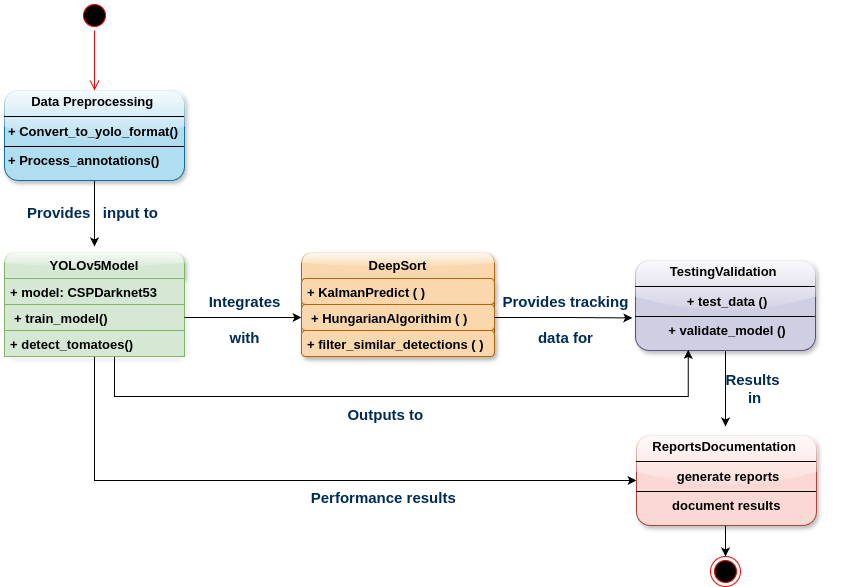 Data Preprocessing
+ Convert_to_yolo_format()
+ Process_annotations()
Provides input to
YOLOv5Model
+ model: CSPDarknet53
+ train_model()
+ detect_tomatoes()
Integrates
with
DeepSort
+ KalmanPredict ( )
+ HungarianAlgorithim ( )
+ filter_similar_detections ( )
Provides tracking
data for
TestingValidation
+ test_data ()
+ validate_model ()
Outputs to
Results
in
ReportsDocumentation
generate reports
document results
Performance results